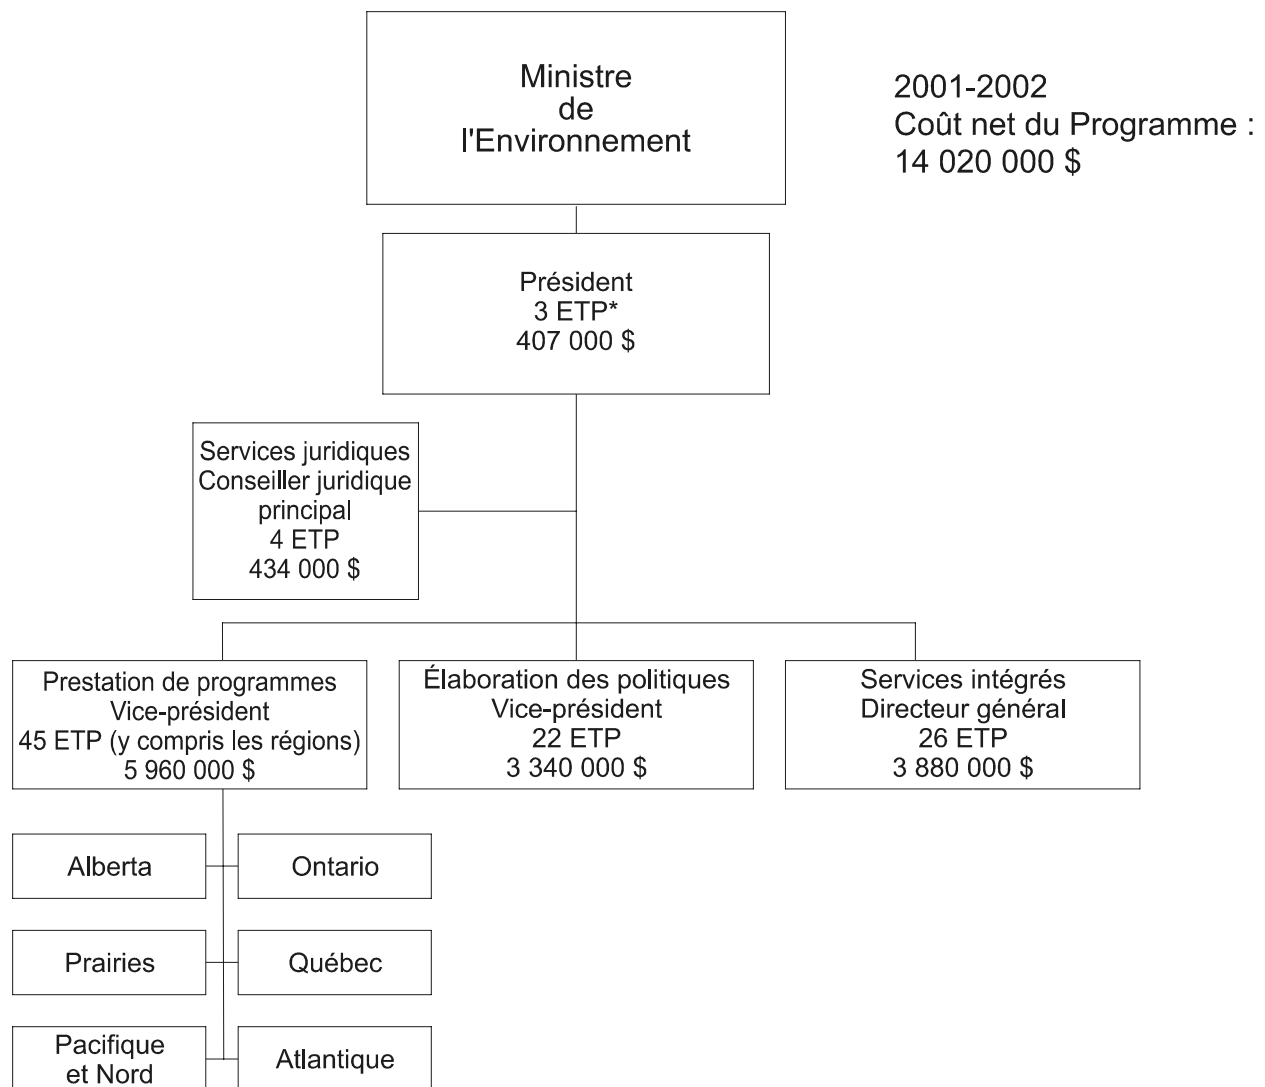 Ministre
de
l'Environnement
2001-2002
Coût net du Programme :
14 020 000 $
Président
3 ETP*
407 000 $
Services juridiques
Conseiller juridique
principal
4 ETP
434 000 $
Prestation de programmes
Vice-président
45 ETP (y compris les régions)
5 960 000 $
Élaboration des politiques
Vice-président
22 ETP
3 340 000 $
Services intégrés
Directeur général
26 ETP
3 880 000 $
Alberta
Ontario
Prairies
Québec
Pacifique
et Nord
Atlantique